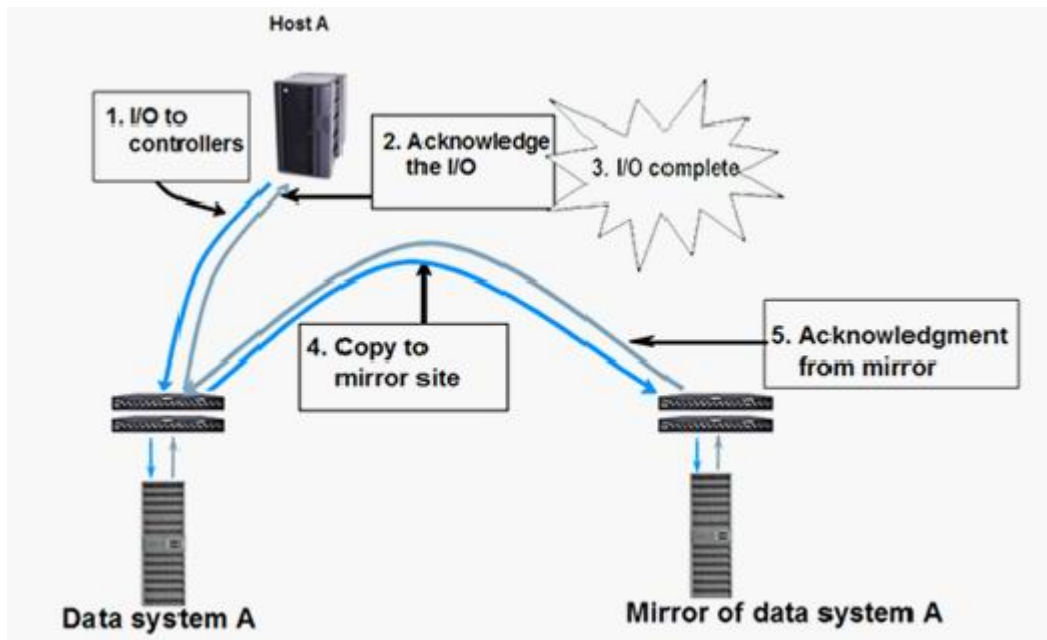 Host A
1. I/O to
controllers
2. Acknowledge
the I/O
3. I/O complete
4. Copy to
mirror site
5. Acknowledgment
from mirror
Data system A
Mirror of data system A